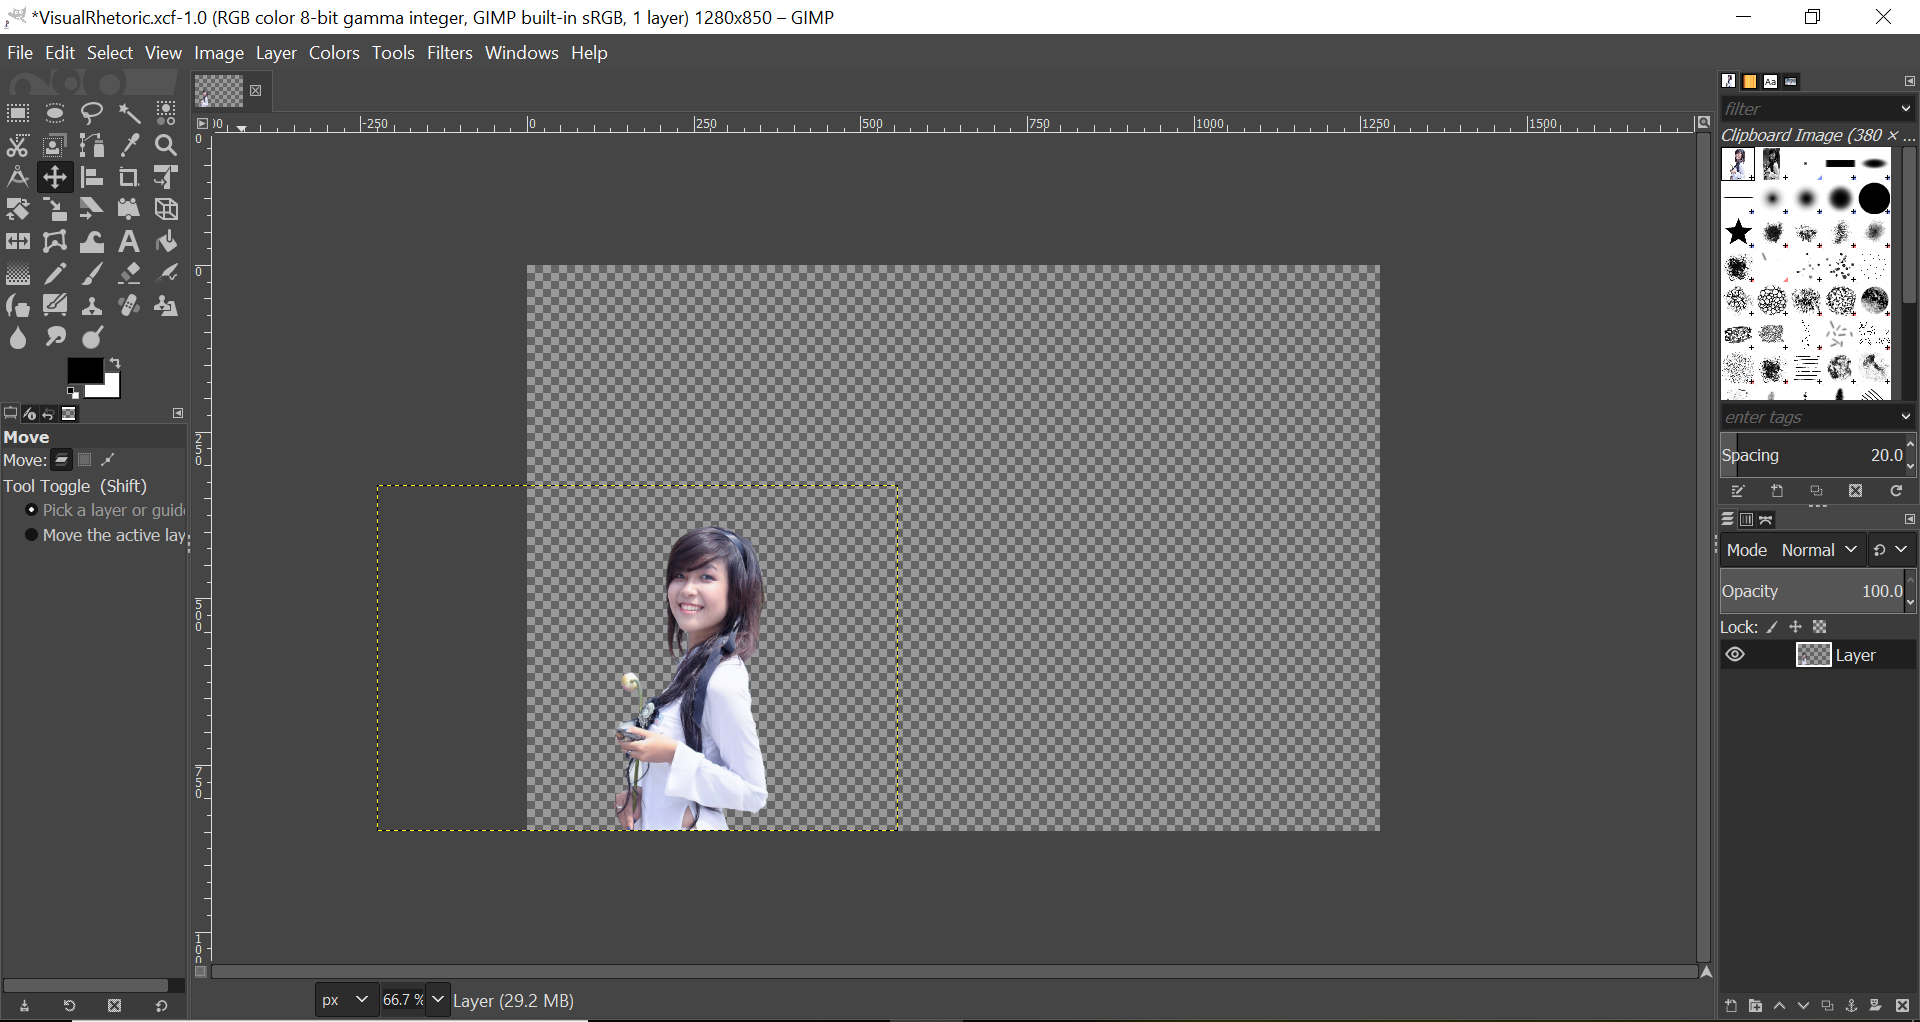 *VisualRhetoric.xcf-1.0 (RGB color 8-bit gamma integer, GIMP built-in sRGB, 1 layer) 1280x850 – GIMP
File Edit Select View Image Layer Colors Tools Filters Windows Help
-250 0 250 500 750 1000 1250 1500
0
0
250
500
750
100
filter
Clipboard Image (380 × ...
enter tags
Spacing 20.0
Mode Normal
Opacity 100.0
Lock:
Layer
Move
Move:
Tool Toggle (Shift)
Pick a layer or guid
Move the active lay
px 66.7 % Layer (29.2 MB)